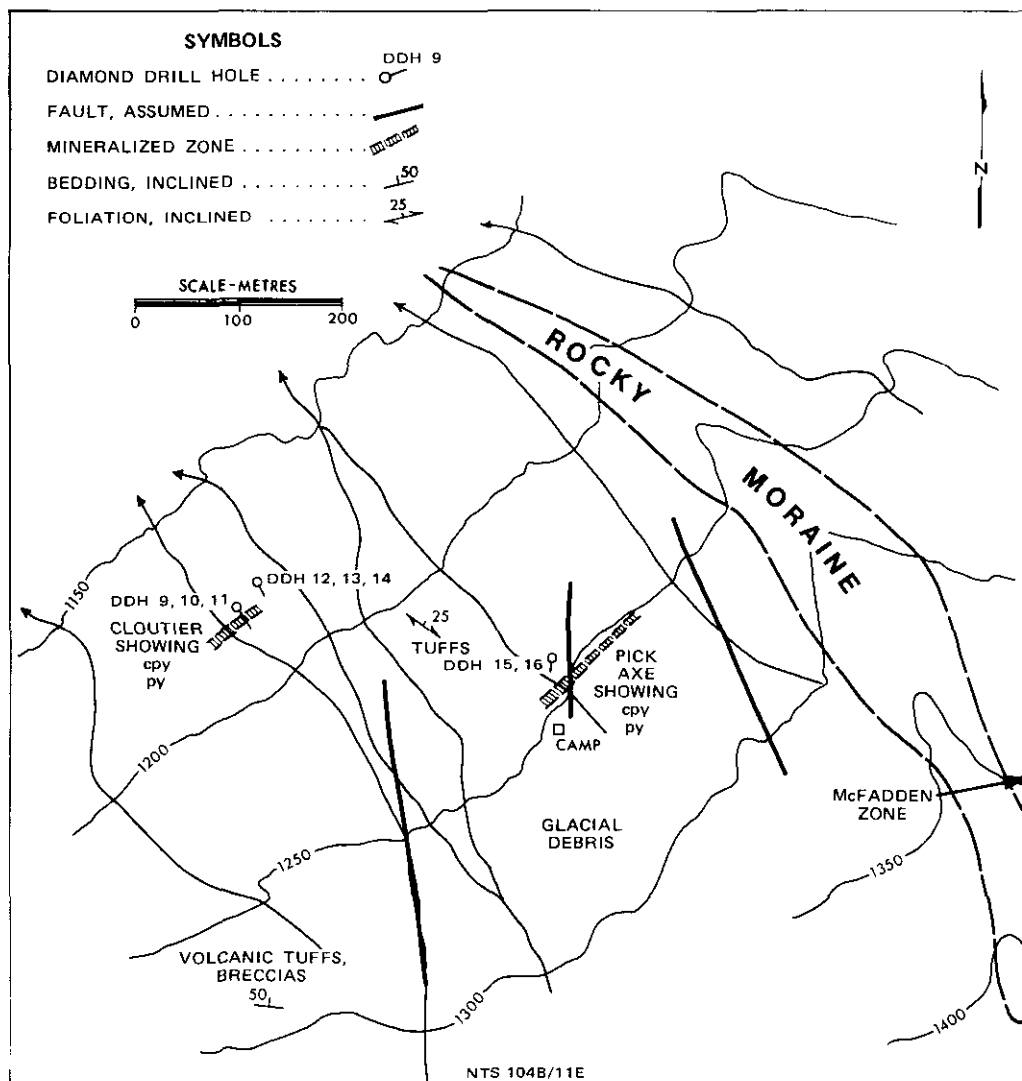 SYMBOLS
DDH 9
DIAMOND DRILL HOLE ..........
FAULT, ASSUMED ...............
MINERALIZED ZONE .............
BEDDING, INCLINED ............ 50
FOLIATION, INCLINED .......... 25
N
SCALE-METRES
0 100 200
ROCKY
MORAINE
1150
DDH 12, 13, 14
DDH 9, 10, 11
CLOUTIER
SHOWING
cpy
py
25
TUFFS
DDH 15, 16
PICK
AXE
SHOWING
cpy
py
CAMP
1200
McFADDEN
ZONE
GLACIAL
DEBRIS
1250
1350
VOLCANIC TUFFS,
BRECCIAS
50
1300
1400
NTS 104B/11E